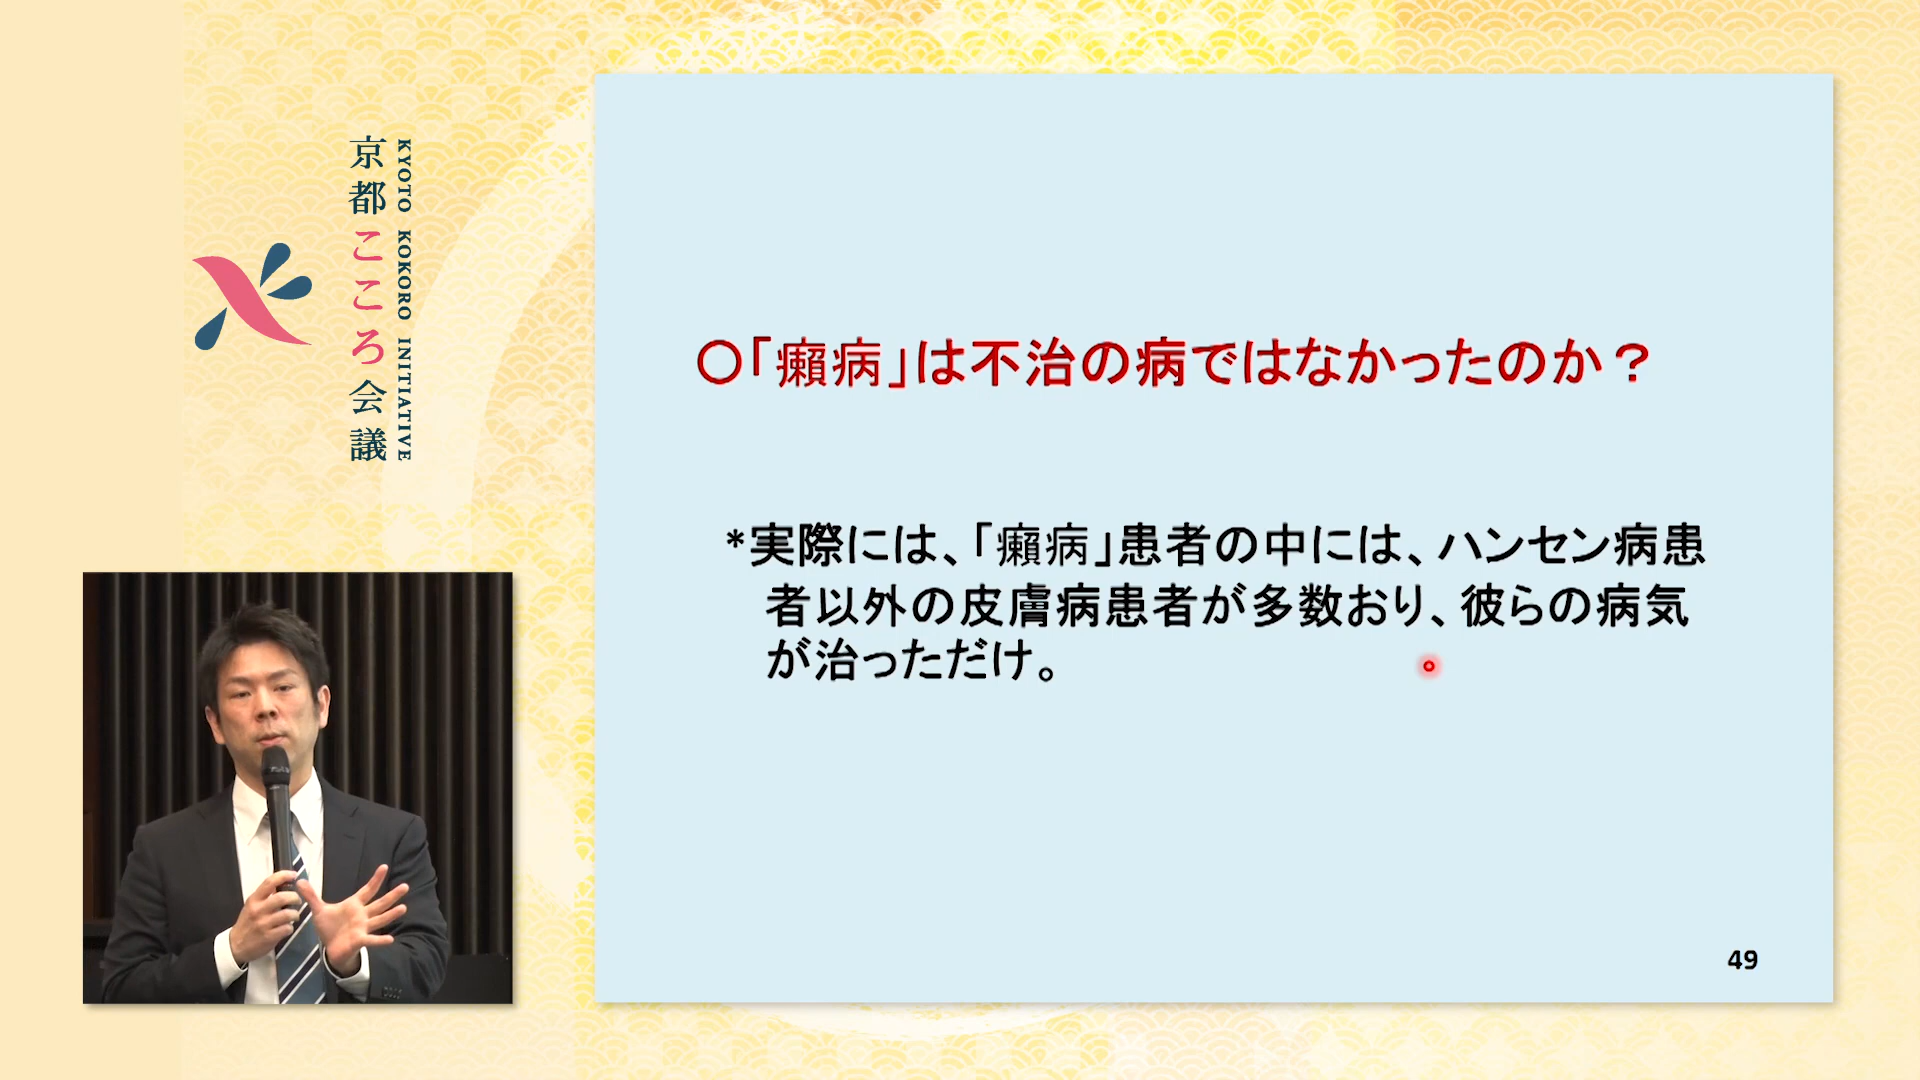 京都こころ会議
KYOTO KOKORO INITIATIVE
〇「癩病」は不治の病ではなかったのか？
*実際には、「癩病」患者の中には、ハンセン病患
者以外の皮膚病患者が多数おり、彼らの病気
が治っただけ。
49